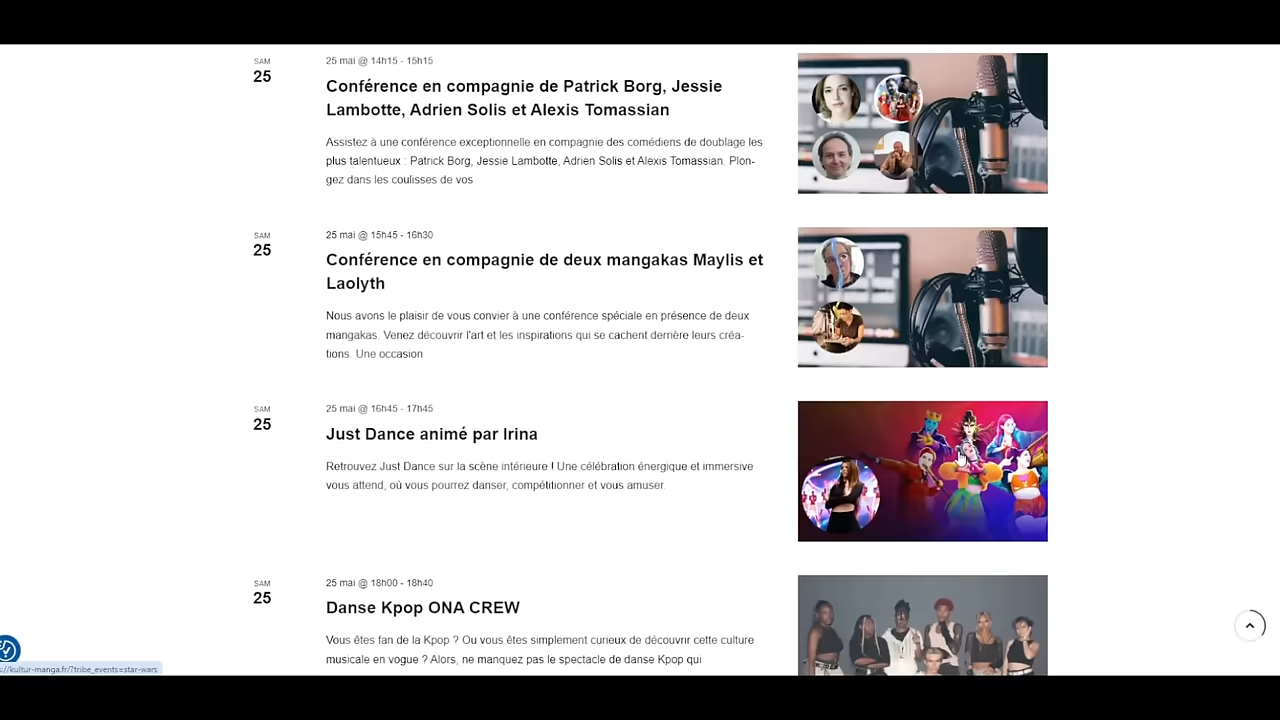 SAM
25
25 mai @ 14h15 - 15h15
Conférence en compagnie de Patrick Borg, Jessie
Lambotte, Adrien Solis et Alexis Tomassian
Assistez à une conférence exceptionnelle en compagnie des comédiens de doublage les
plus talentueux : Patrick Borg, Jessie Lambotte, Adrien Solis et Alexis Tomassian. Plon-
gez dans les coulisses de vos
SAM
25
25 mai @ 15h45 - 16h30
Conférence en compagnie de deux mangakas Maylis et
Laolyth
Nous avons le plaisir de vous convier à une conférence spéciale en présence de deux
mangakas. Venez découvrir l'art et les inspirations qui se cachent derrière leurs créa-
tions. Une occasion
SAM
25
25 mai @ 16h45 - 17h45
Just Dance animé par Irina
Retrouvez Just Dance sur la scène intérieure ! Une célébration énergique et immersive
vous attend, où vous pourrez danser, compétitionner et vous amuser.
SAM
25
25 mai @ 18h00 - 18h40
Danse Kpop ONA CREW
Vous êtes fan de la Kpop ? Ou vous êtes simplement curieux de découvrir cette culture
musicale en vogue ? Alors, ne manquez pas le spectacle de danse Kpop qui
://kultur-manga.fr/?tribe_events=star-wars